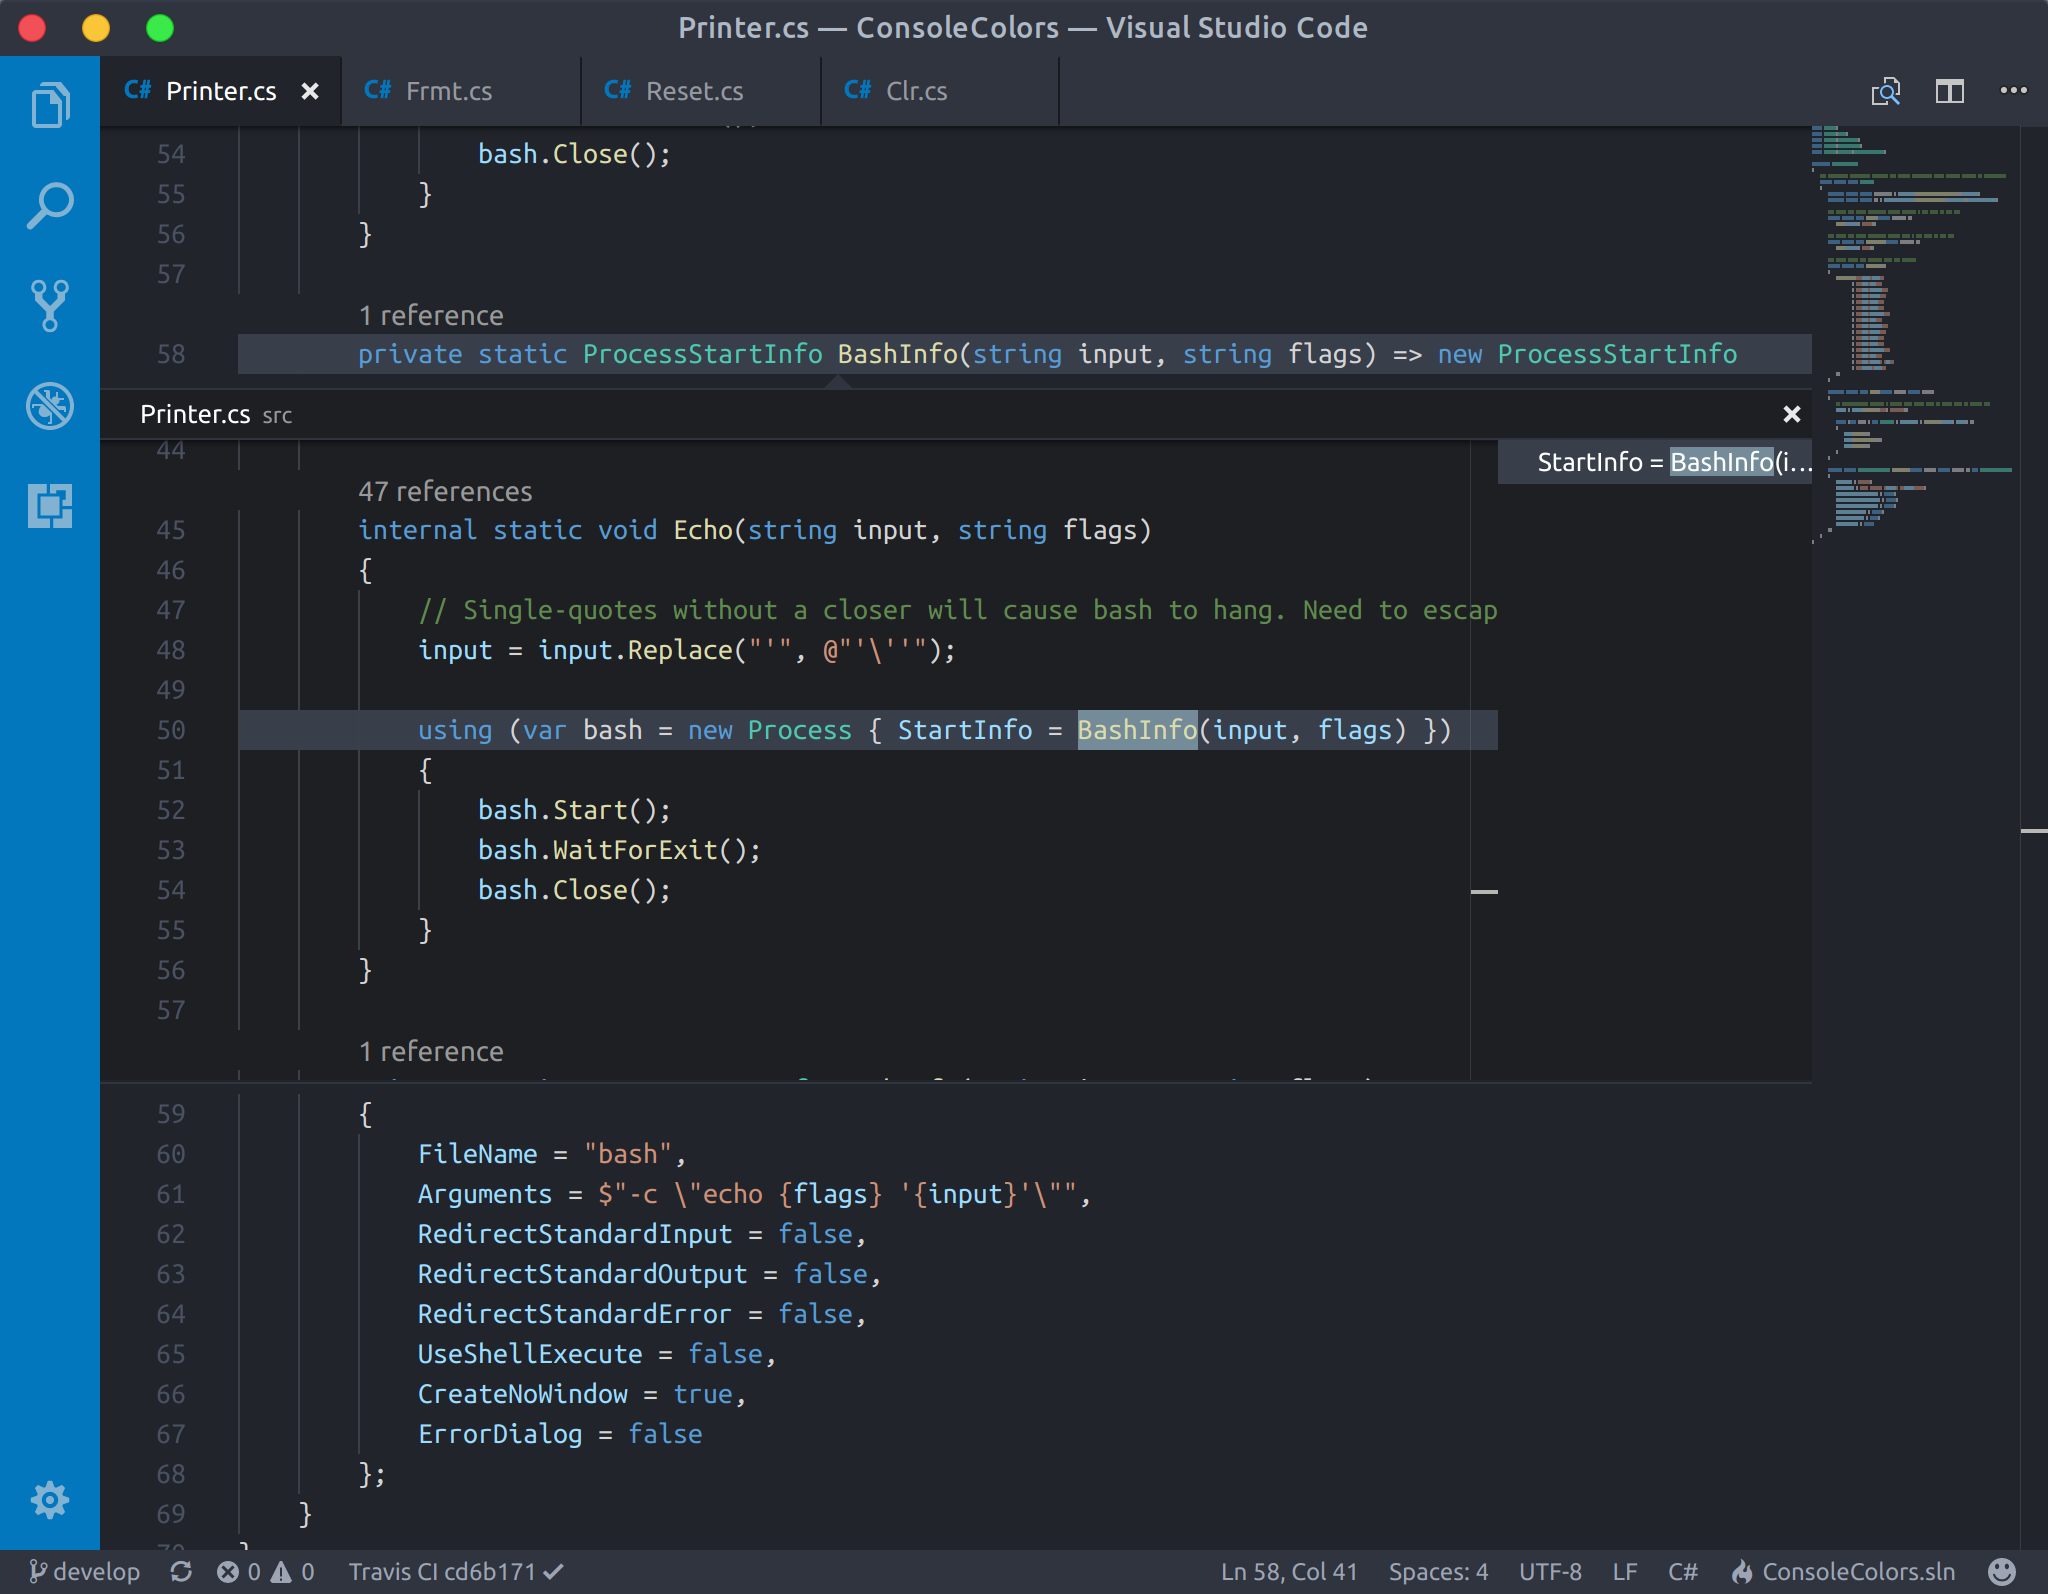 Printer.cs — ConsoleColors — Visual Studio Code
C# Printer.cs C# Frmt.cs C# Reset.cs C# Clr.cs
54 bash.Close();
55 }
56 }
57
1 reference
58 private static ProcessStartInfo BashInfo(string input, string flags) => new ProcessStartInfo
Printer.cs src
44
StartInfo = BashInfo(i…
47 references
45 internal static void Echo(string input, string flags)
46 {
47 // Single-quotes without a closer will cause bash to hang. Need to escap
48 input = input.Replace("'", @"'\''");
49
50 using (var bash = new Process { StartInfo = BashInfo(input, flags) })
51 {
52 bash.Start();
53 bash.WaitForExit();
54 bash.Close();
55 }
56 }
57
1 reference
59 {
60 FileName = "bash",
61 Arguments = $"-c \"echo {flags} '{input}'\"",
62 RedirectStandardInput = false,
63 RedirectStandardOutput = false,
64 RedirectStandardError = false,
65 UseShellExecute = false,
66 CreateNoWindow = true,
67 ErrorDialog = false
68 };
69 }
develop 0 0 Travis CI cd6b171 Ln 58, Col 41 Spaces: 4 UTF-8 LF C# ConsoleColors.sln